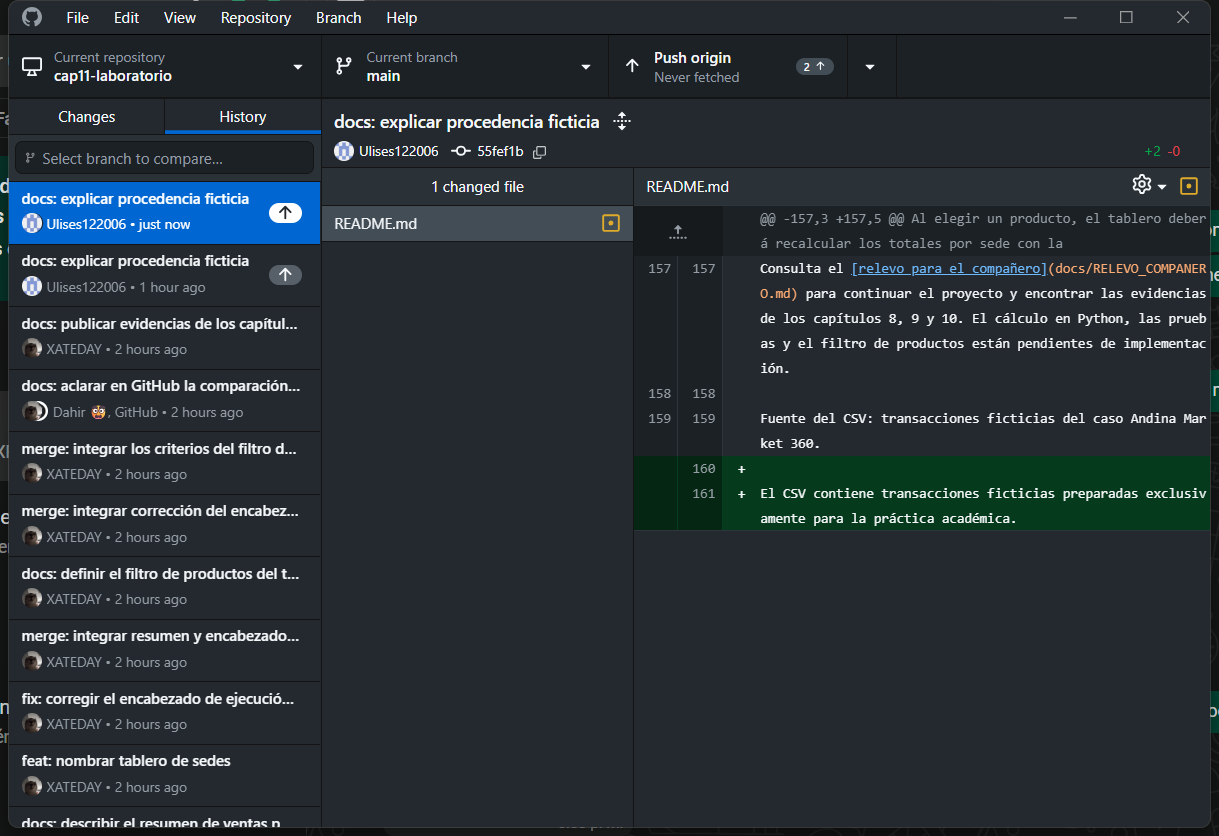 File Edit View Repository Branch Help
Current repository
cap11-laboratorio
Current branch
main
Push origin
Never fetched
2
Changes
History
Select branch to compare...
docs: explicar procedencia ficticia
Ulises122006 • just now
docs: explicar procedencia ficticia
Ulises122006 • 1 hour ago
docs: publicar evidencias de los capítul...
XATEDAY • 2 hours ago
docs: aclarar en GitHub la comparación...
Dahir , GitHub • 2 hours ago
merge: integrar los criterios del filtro d...
XATEDAY • 2 hours ago
merge: integrar corrección del encabez...
XATEDAY • 2 hours ago
docs: definir el filtro de productos del t...
XATEDAY • 2 hours ago
merge: integrar resumen y encabezado...
XATEDAY • 2 hours ago
fix: corregir el encabezado de ejecució...
XATEDAY • 2 hours ago
feat: nombrar tablero de sedes
XATEDAY • 2 hours ago
docs: describir el resumen de ventas p
docs: explicar procedencia ficticia
Ulises122006 55fef1b
+2 -0
1 changed file
README.md
README.md
@@ -157,3 +157,5 @@ Al elegir un producto, el tablero deber
á recalcular los totales por sede con la
157 157 Consulta el [relevo para el compañero](docs/RELEVO_COMPANER
O.md) para continuar el proyecto y encontrar las evidencias
de los capítulos 8, 9 y 10. El cálculo en Python, las prueb
as y el filtro de productos están pendientes de implementac
ión.
158 158
159 159 Fuente del CSV: transacciones ficticias del caso Andina Mar
ket 360.
160 +
161 + El CSV contiene transacciones ficticias preparadas exclusiv
amente para la práctica académica.